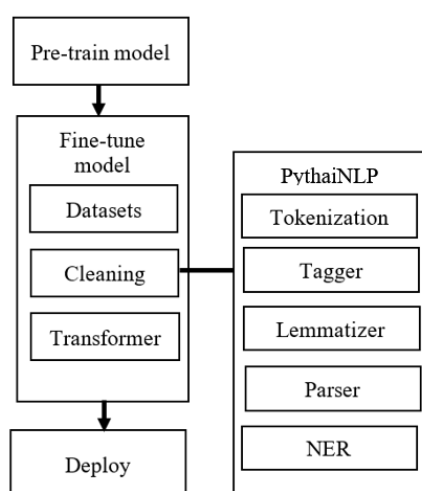 Pre-train model
Fine-tune
model
Datasets
Cleaning
Transformer
Deploy
PythaiNLP
Tokenization
Tagger
Lemmatizer
Parser
NER